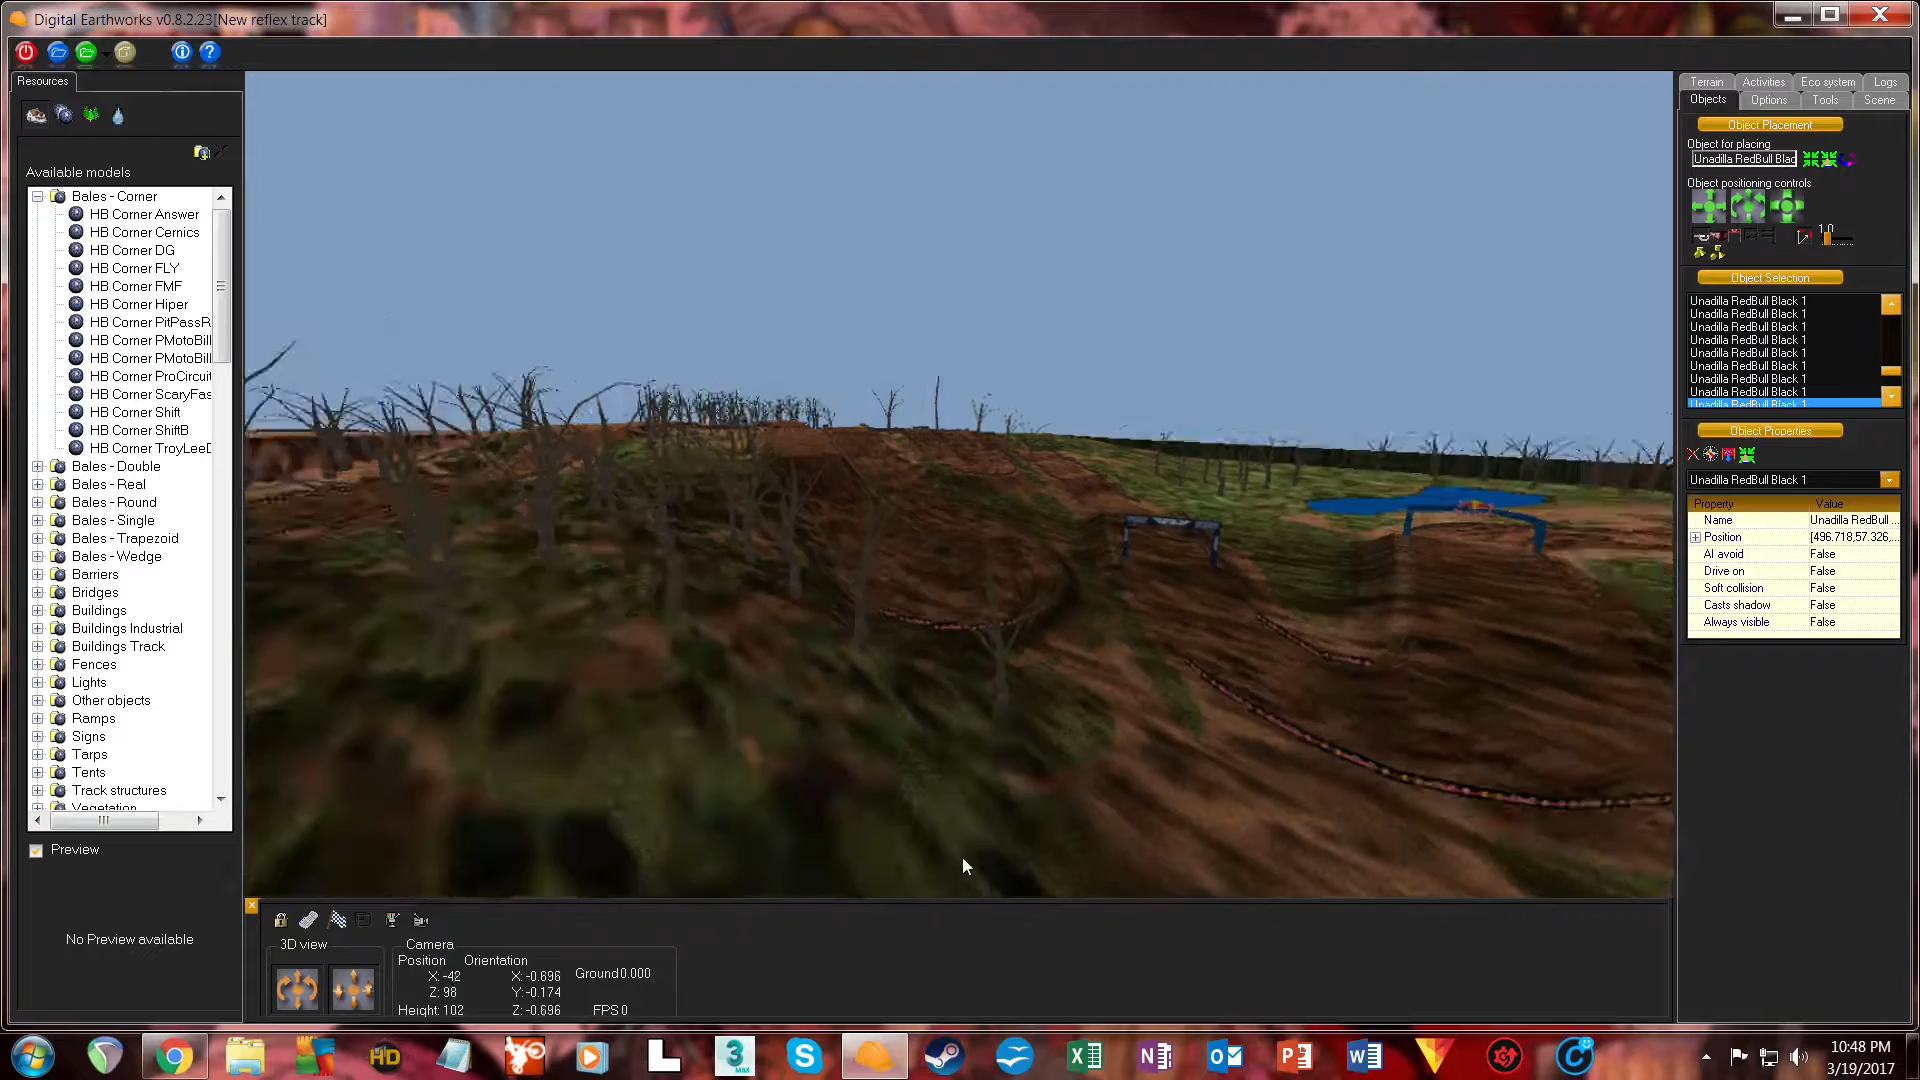 Digital Earthworks v0.8.2.23[New reflex track]
Resources
Available models
Bales - Corner
HB Corner Answer
HB Corner Cernics
HB Corner DG
HB Corner FLY
HB Corner FMF
HB Corner Hiper
HB Corner PitPassR
HB Corner PMotoBill
HB Corner PMotoBill
HB Corner ProCircuit
HB Corner ScaryFas
HB Corner Shift
HB Corner ShiftB
HB Corner TroyLeeD
Bales - Double
Bales - Real
Bales - Round
Bales - Single
Bales - Trapezoid
Bales - Wedge
Barriers
Bridges
Buildings
Buildings Industrial
Buildings Track
Fences
Lights
Other objects
Ramps
Signs
Tarps
Tents
Track structures
Vegetation
Preview
No Preview available
3D view
Camera
Position Orientation
X: -42 X: -0.696 Ground 0.000
Z: 98 Y: -0.174
Height: 102 Z: -0.696 FPS 0
Terrain Activities Eco system Logs
Objects Options Tools Scene
Object Placement
Object for placing
Unadilla RedBull Blac
Object positioning controls
1.0
Object Selection
Unadilla RedBull Black 1
Unadilla RedBull Black 1
Unadilla RedBull Black 1
Unadilla RedBull Black 1
Unadilla RedBull Black 1
Unadilla RedBull Black 1
Unadilla RedBull Black 1
Unadilla RedBull Black 1
Unadilla RedBull Black 1
Object Properties
Unadilla RedBull Black 1
Property Value
Name Unadilla RedBull ...
Position [496.718,57.326,...
AI avoid False
Drive on False
Soft collision False
Casts shadow False
Always visible False
HD
3
MAX
10:48 PM
3/19/2017